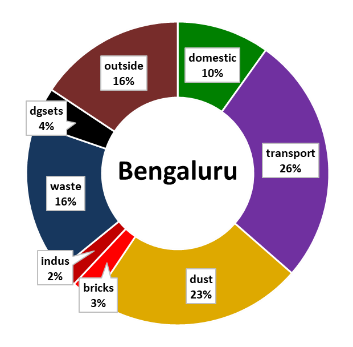 domestic
10%
transport
26%
dust
23%
bricks
3%
indus
2%
waste
16%
dgsets
4%
outside
16%
Bengaluru